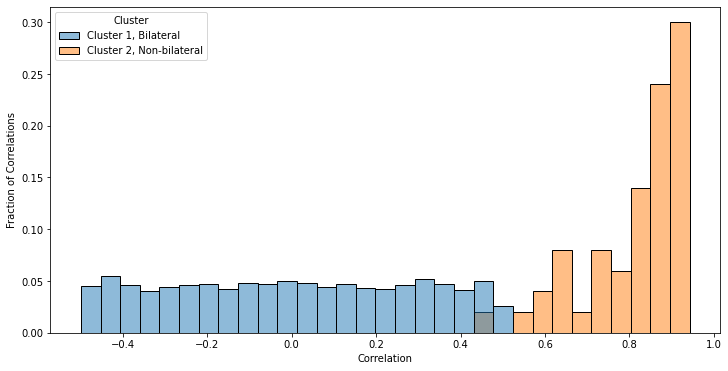 Cluster
Cluster 1, Bilateral
Cluster 2, Non-bilateral
Fraction of Correlations
0.30
0.25
0.20
0.15
0.10
0.05
0.00
−0.4 −0.2 0.0 0.2 0.4 0.6 0.8 1.0
Correlation